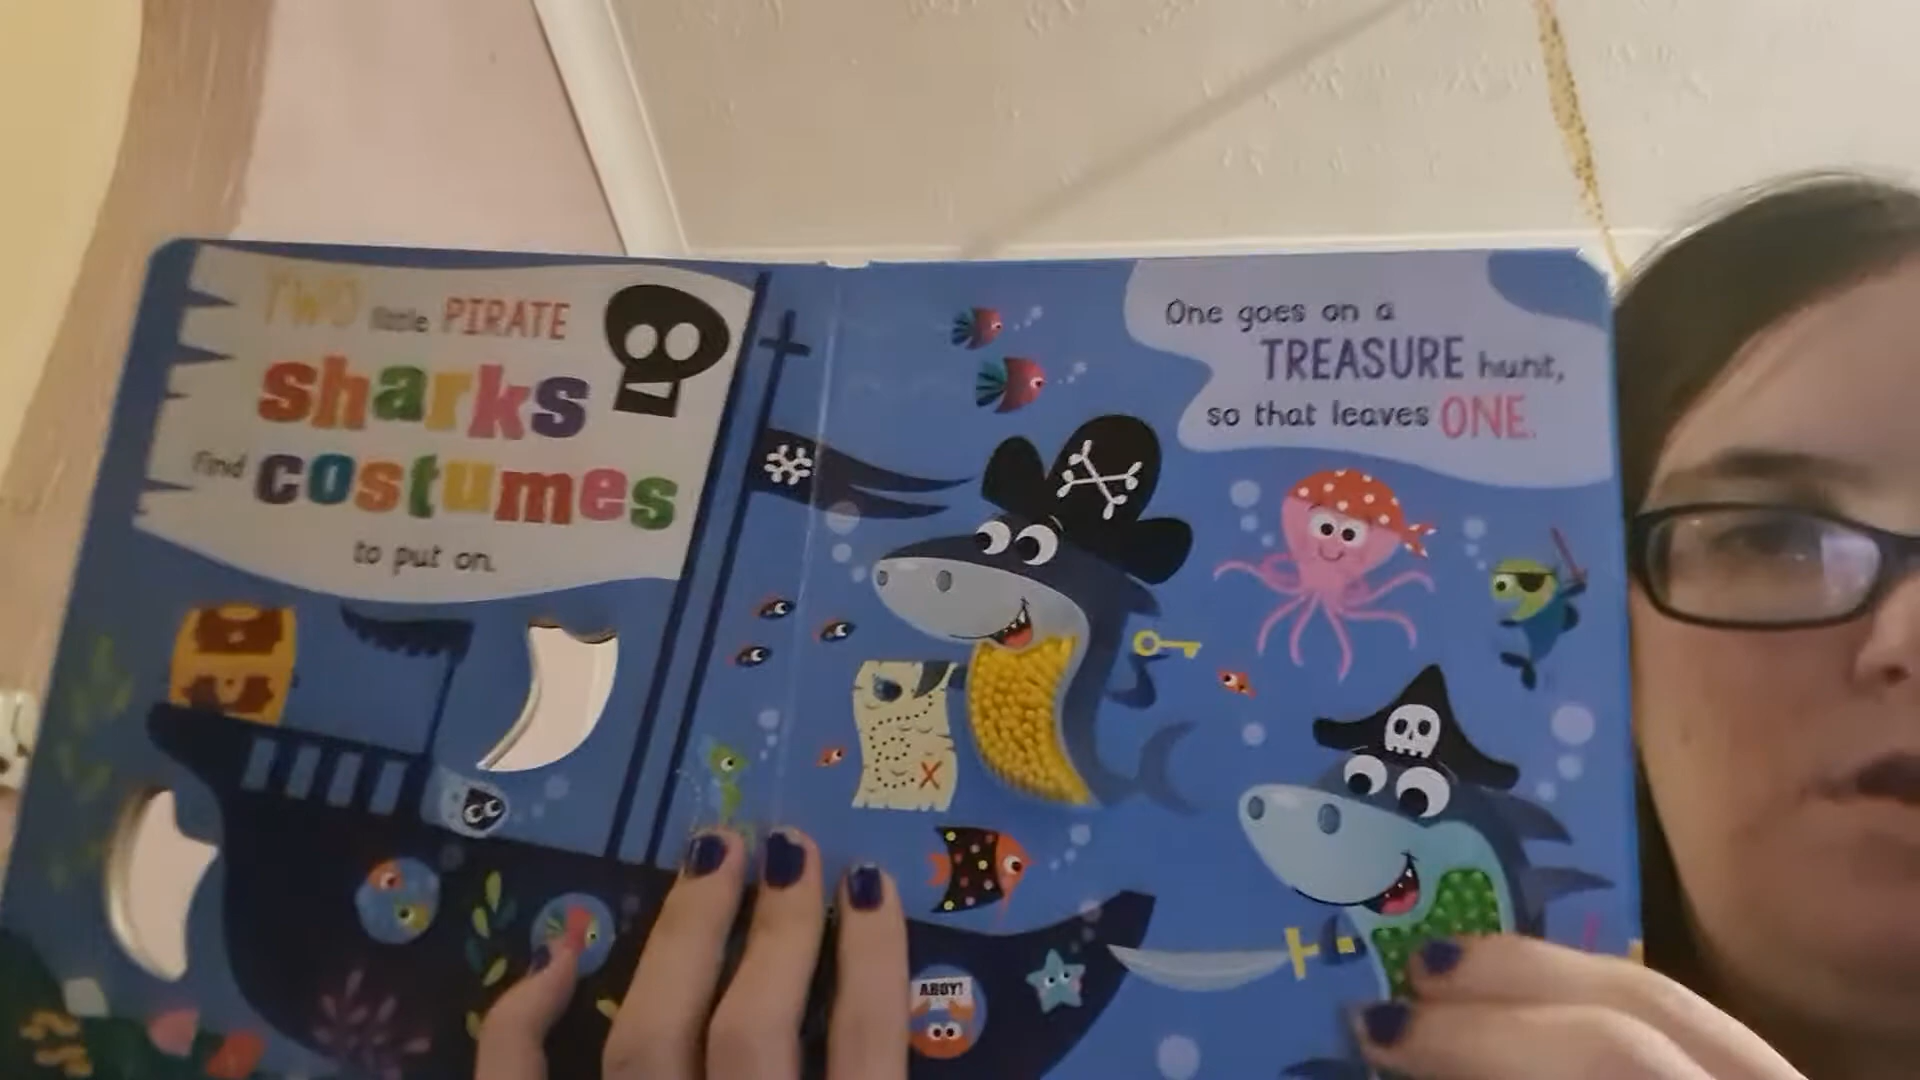 TWO little PIRATE
sharks
find costumes
to put on.
One goes on a
TREASURE hunt,
so that leaves ONE.
AHOY!